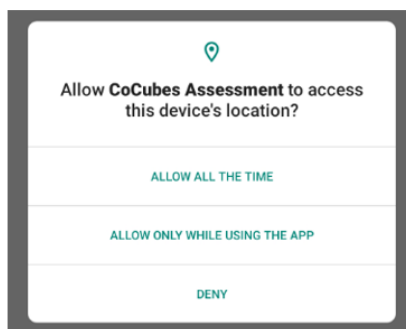 Allow CoCubes Assessment to access
this device's location?
ALLOW ALL THE TIME
ALLOW ONLY WHILE USING THE APP
DENY